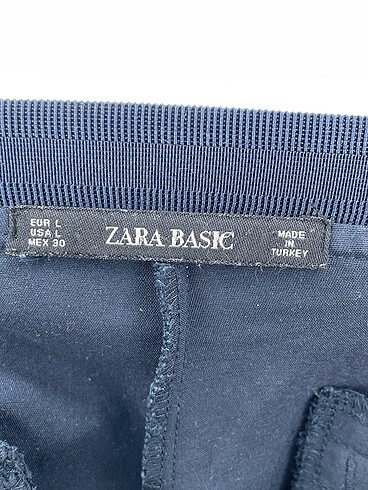 EUR L
USA L
MEX 30
ZARA BASIC
MADE
IN
TURKEY